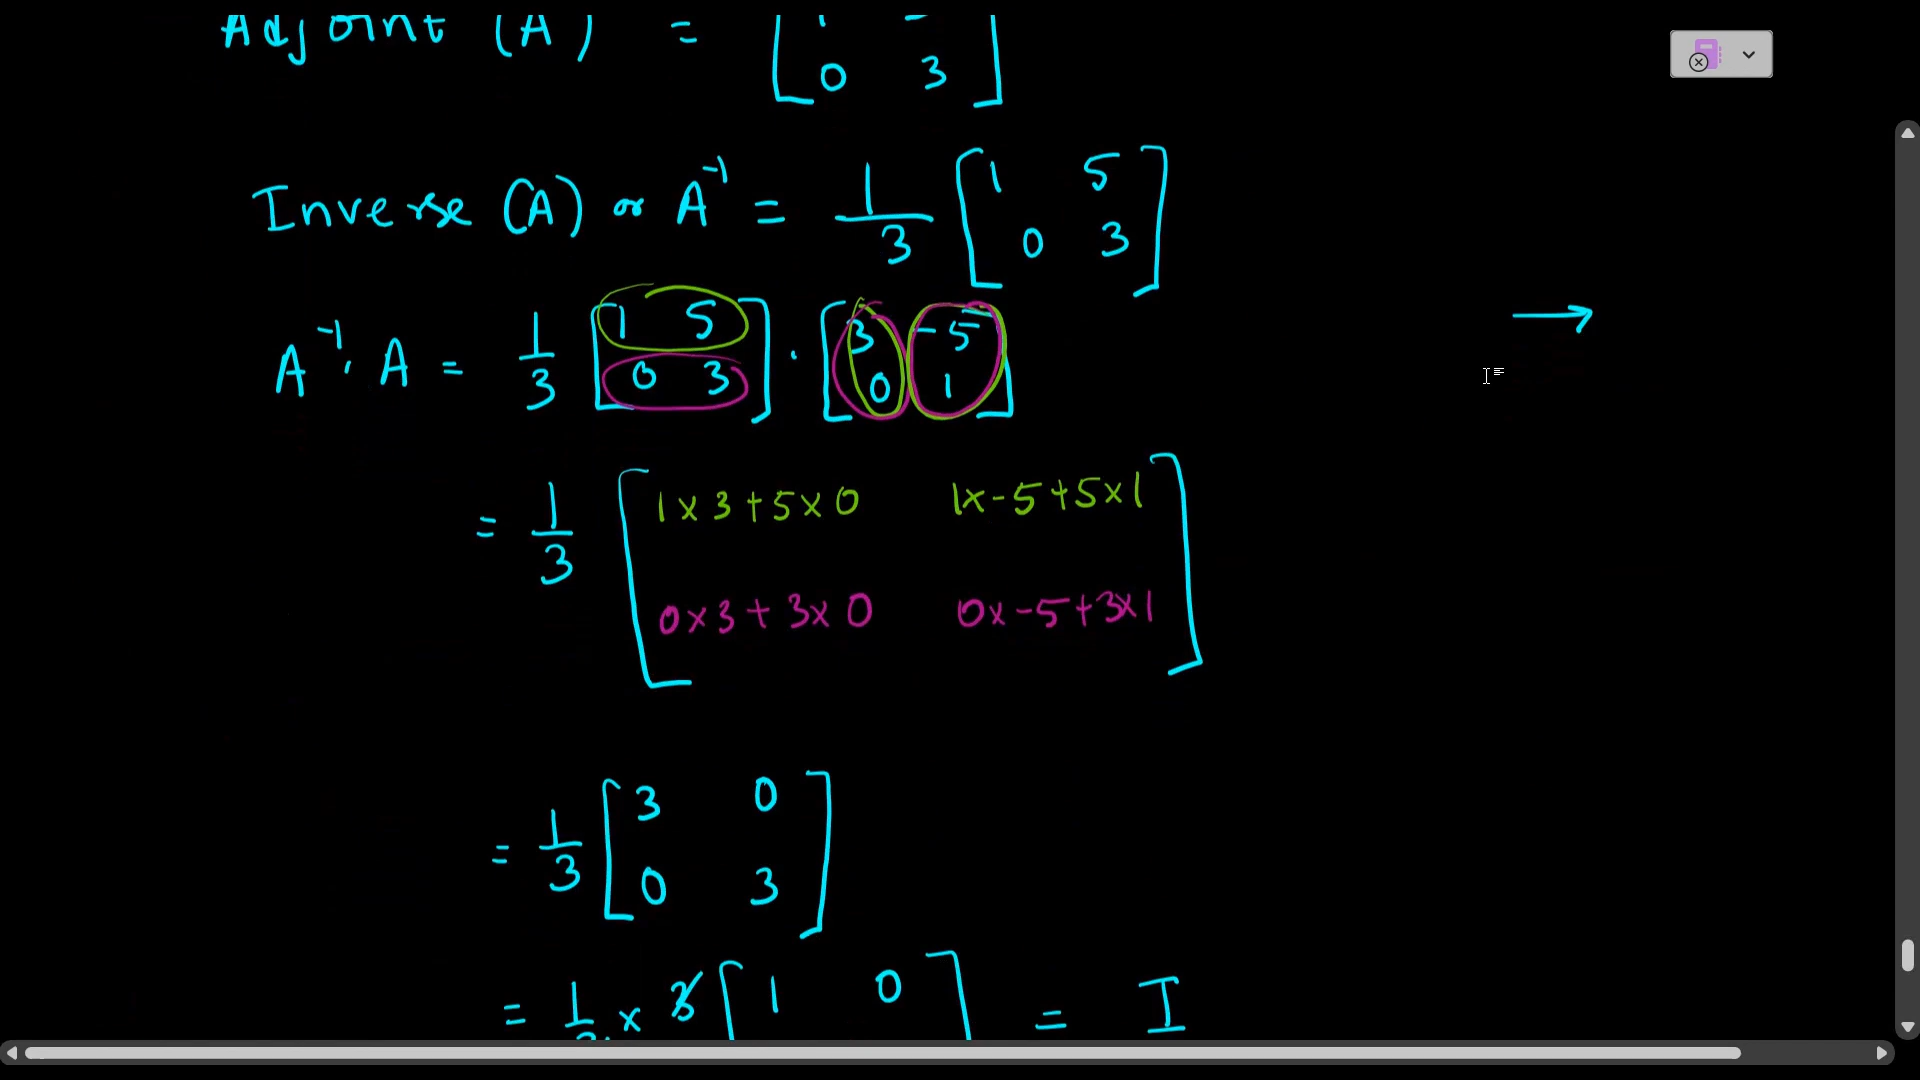 Adjoint (A) = [
0 3 ]
Inverse (A) or A⁻¹ = 1/3 [ 1 5
0 3 ]
A⁻¹ . A = 1/3 [ 1 5
0 3 ] . [ 3 -5
0 1 ]
= 1/3 [ 1 x 3 + 5 x 0 1 x -5 + 5 x 1
0 x 3 + 3 x 0 0 x -5 + 3 x 1 ]
= 1/3 [ 3 0
0 3 ]
= 1/3 x 3 [ 1 0 ] = I